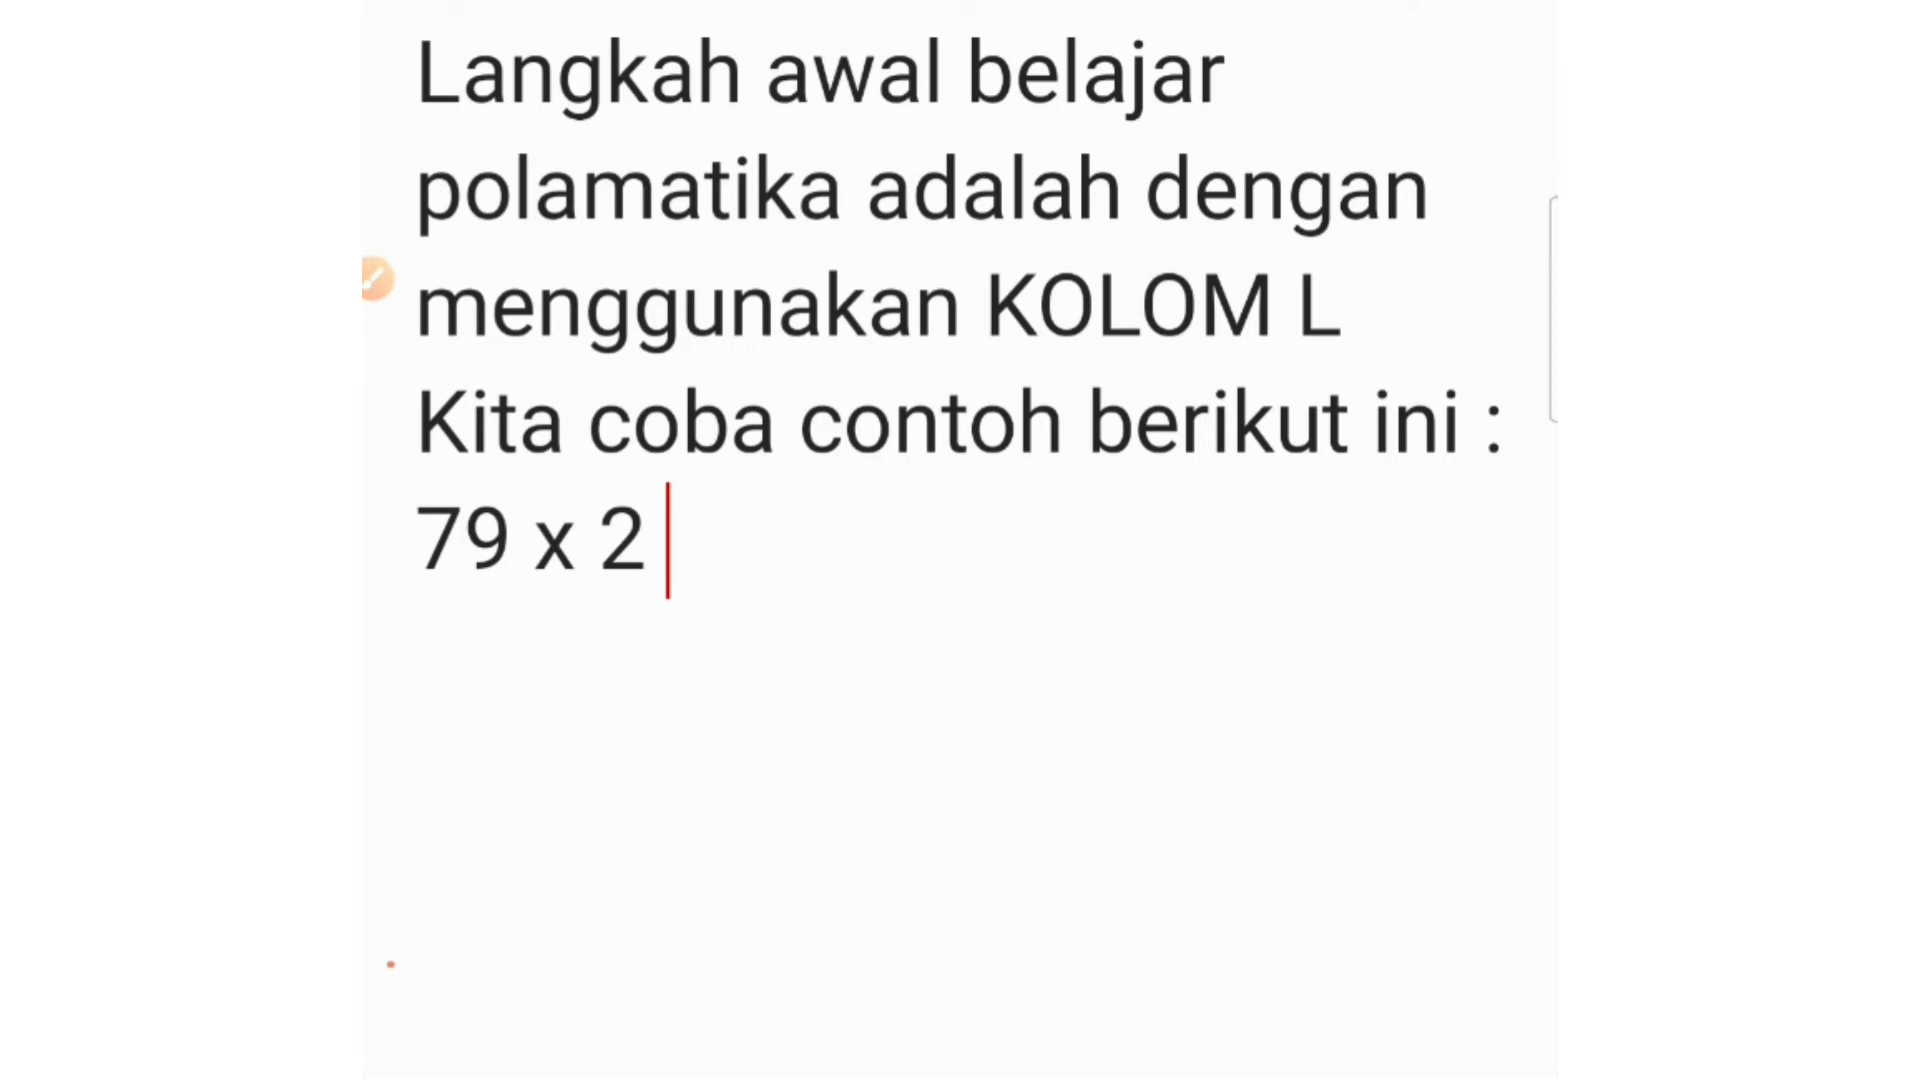 Langkah awal belajar
polamatika adalah dengan
menggunakan KOLOM L
Kita coba contoh berikut ini :
79 x 2